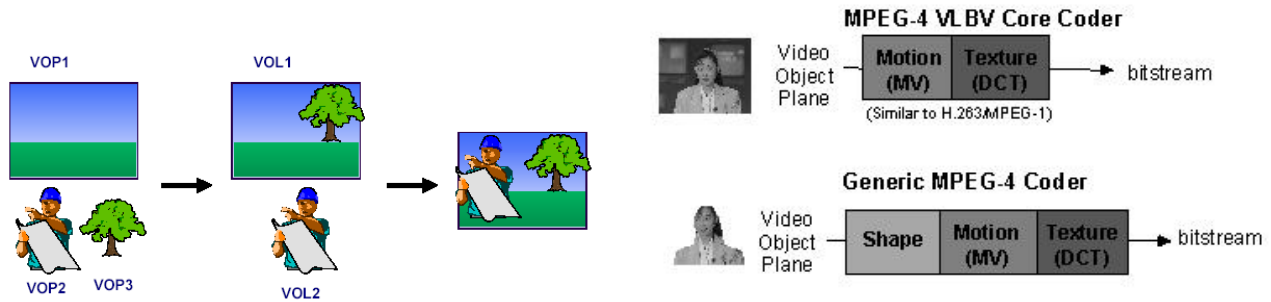 VOP1
VOL1
VOP2
VOP3
VOL2
MPEG-4 VLBV Core Coder
Video
Object
Plane
Motion
(MV)
Texture
(DCT)
bitstream
(Similar to H.263/MPEG-1)
Generic MPEG-4 Coder
Video
Object
Plane
Shape
Motion
(MV)
Texture
(DCT)
bitstream